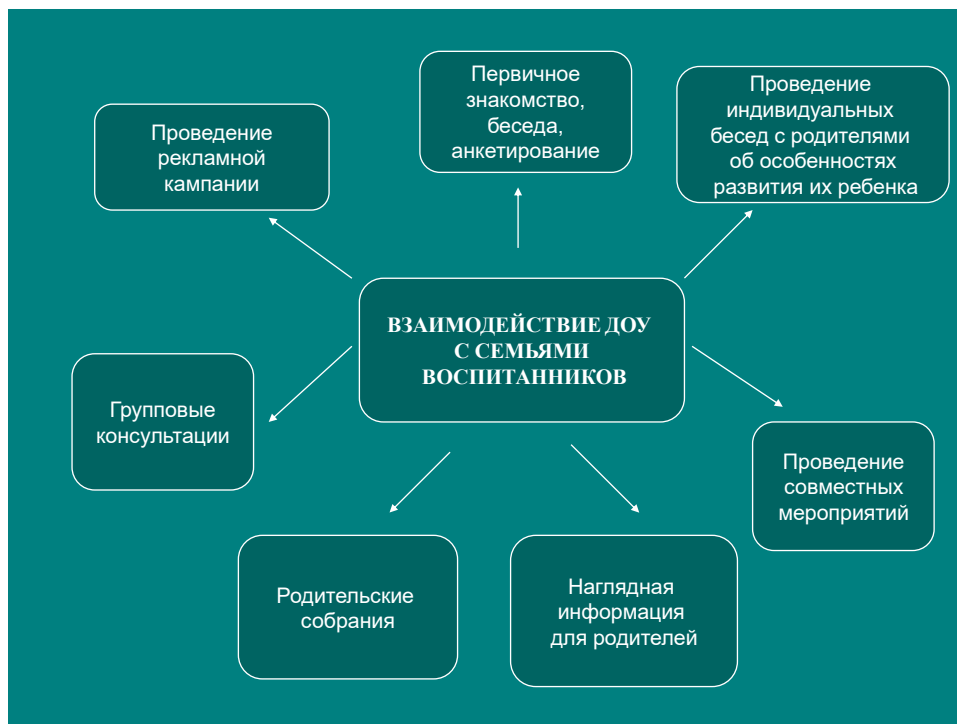 Первичное
знакомство,
беседа,
анкетирование
Проведение
индивидуальных
бесед с родителями
об особенностях
развития их ребенка
Проведение
рекламной
кампании
ВЗАИМОДЕЙСТВИЕ ДОУ
С СЕМЬЯМИ
ВОСПИТАННИКОВ
Групповые
консультации
Проведение
совместных
мероприятий
Родительские
собрания
Наглядная
информация
для родителей